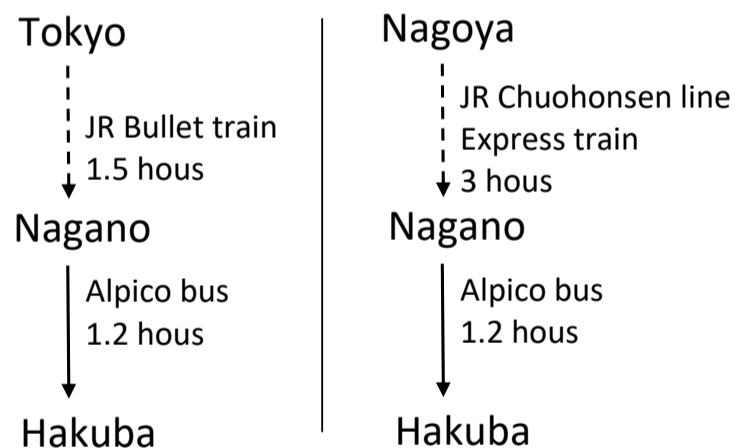 Tokyo
JR Bullet train
1.5 hous
Nagano
Alpico bus
1.2 hous
Hakuba
Nagoya
JR Chuohonsen line
Express train
3 hous
Nagano
Alpico bus
1.2 hous
Hakuba